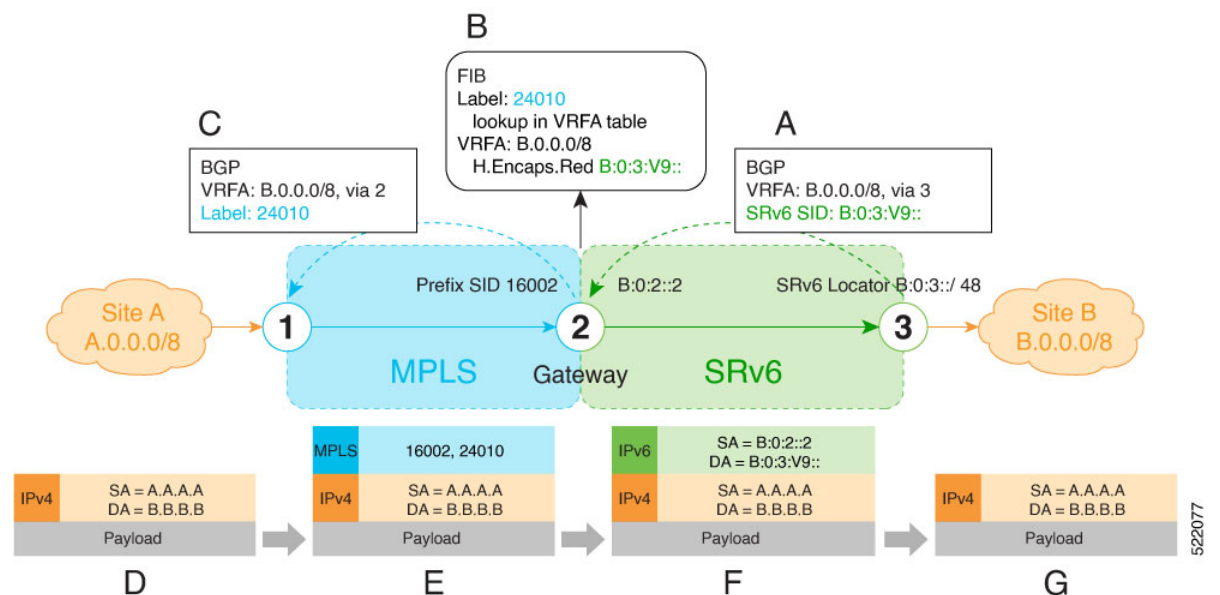 B
FIB
Label: 24010
lookup in VRFA table
VRFA: B.0.0.0/8
H.Encaps.Red B:0:3:V9::
C
BGP
VRFA: B.0.0.0/8, via 2
Label: 24010
A
BGP
VRFA: B.0.0.0/8, via 3
SRv6 SID: B:0:3:V9::
Prefix SID 16002
B:0:2::2
SRv6 Locator B:0:3::/ 48
Site A
A.0.0.0/8
1
2
3
Site B
B.0.0.0/8
MPLS
Gateway
SRv6
MPLS
16002, 24010
IPv6
SA = B:0:2::2
DA = B:0:3:V9::
IPv4
SA = A.A.A.A
DA = B.B.B.B
Payload
IPv4
SA = A.A.A.A
DA = B.B.B.B
Payload
IPv4
SA = A.A.A.A
DA = B.B.B.B
Payload
IPv4
SA = A.A.A.A
DA = B.B.B.B
Payload
D
E
F
G
522077